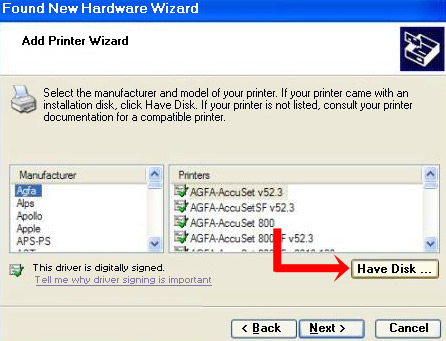 Found New Hardware Wizard
Add Printer Wizard
Select the manufacturer and model of your printer. If your printer came with an
installation disk, click Have Disk. If your printer is not listed, consult your printer
documentation for a compatible printer.
Manufacturer
Agfa
Alps
Apollo
Apple
APS-PS
Printers
AGFA-AccuSet v52.3
AGFA-AccuSetSF v52.3
AGFA-AccuSet 800
AGFA-AccuSet 800SF v52.3
This driver is digitally signed.
Tell me why driver signing is important
Have Disk ...
< Back
Next >
Cancel